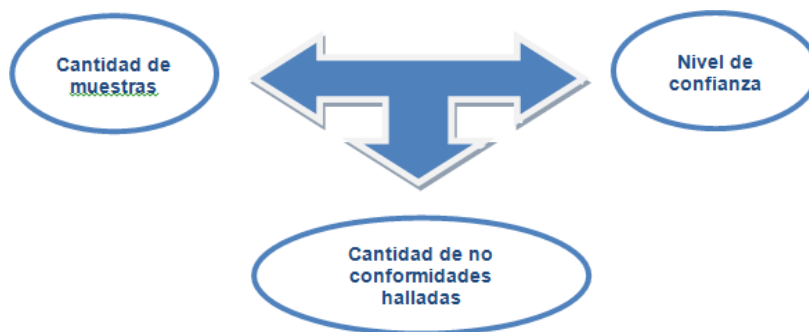 Cantidad de
muestras
Nivel de
confianza
Cantidad de no
conformidades
halladas